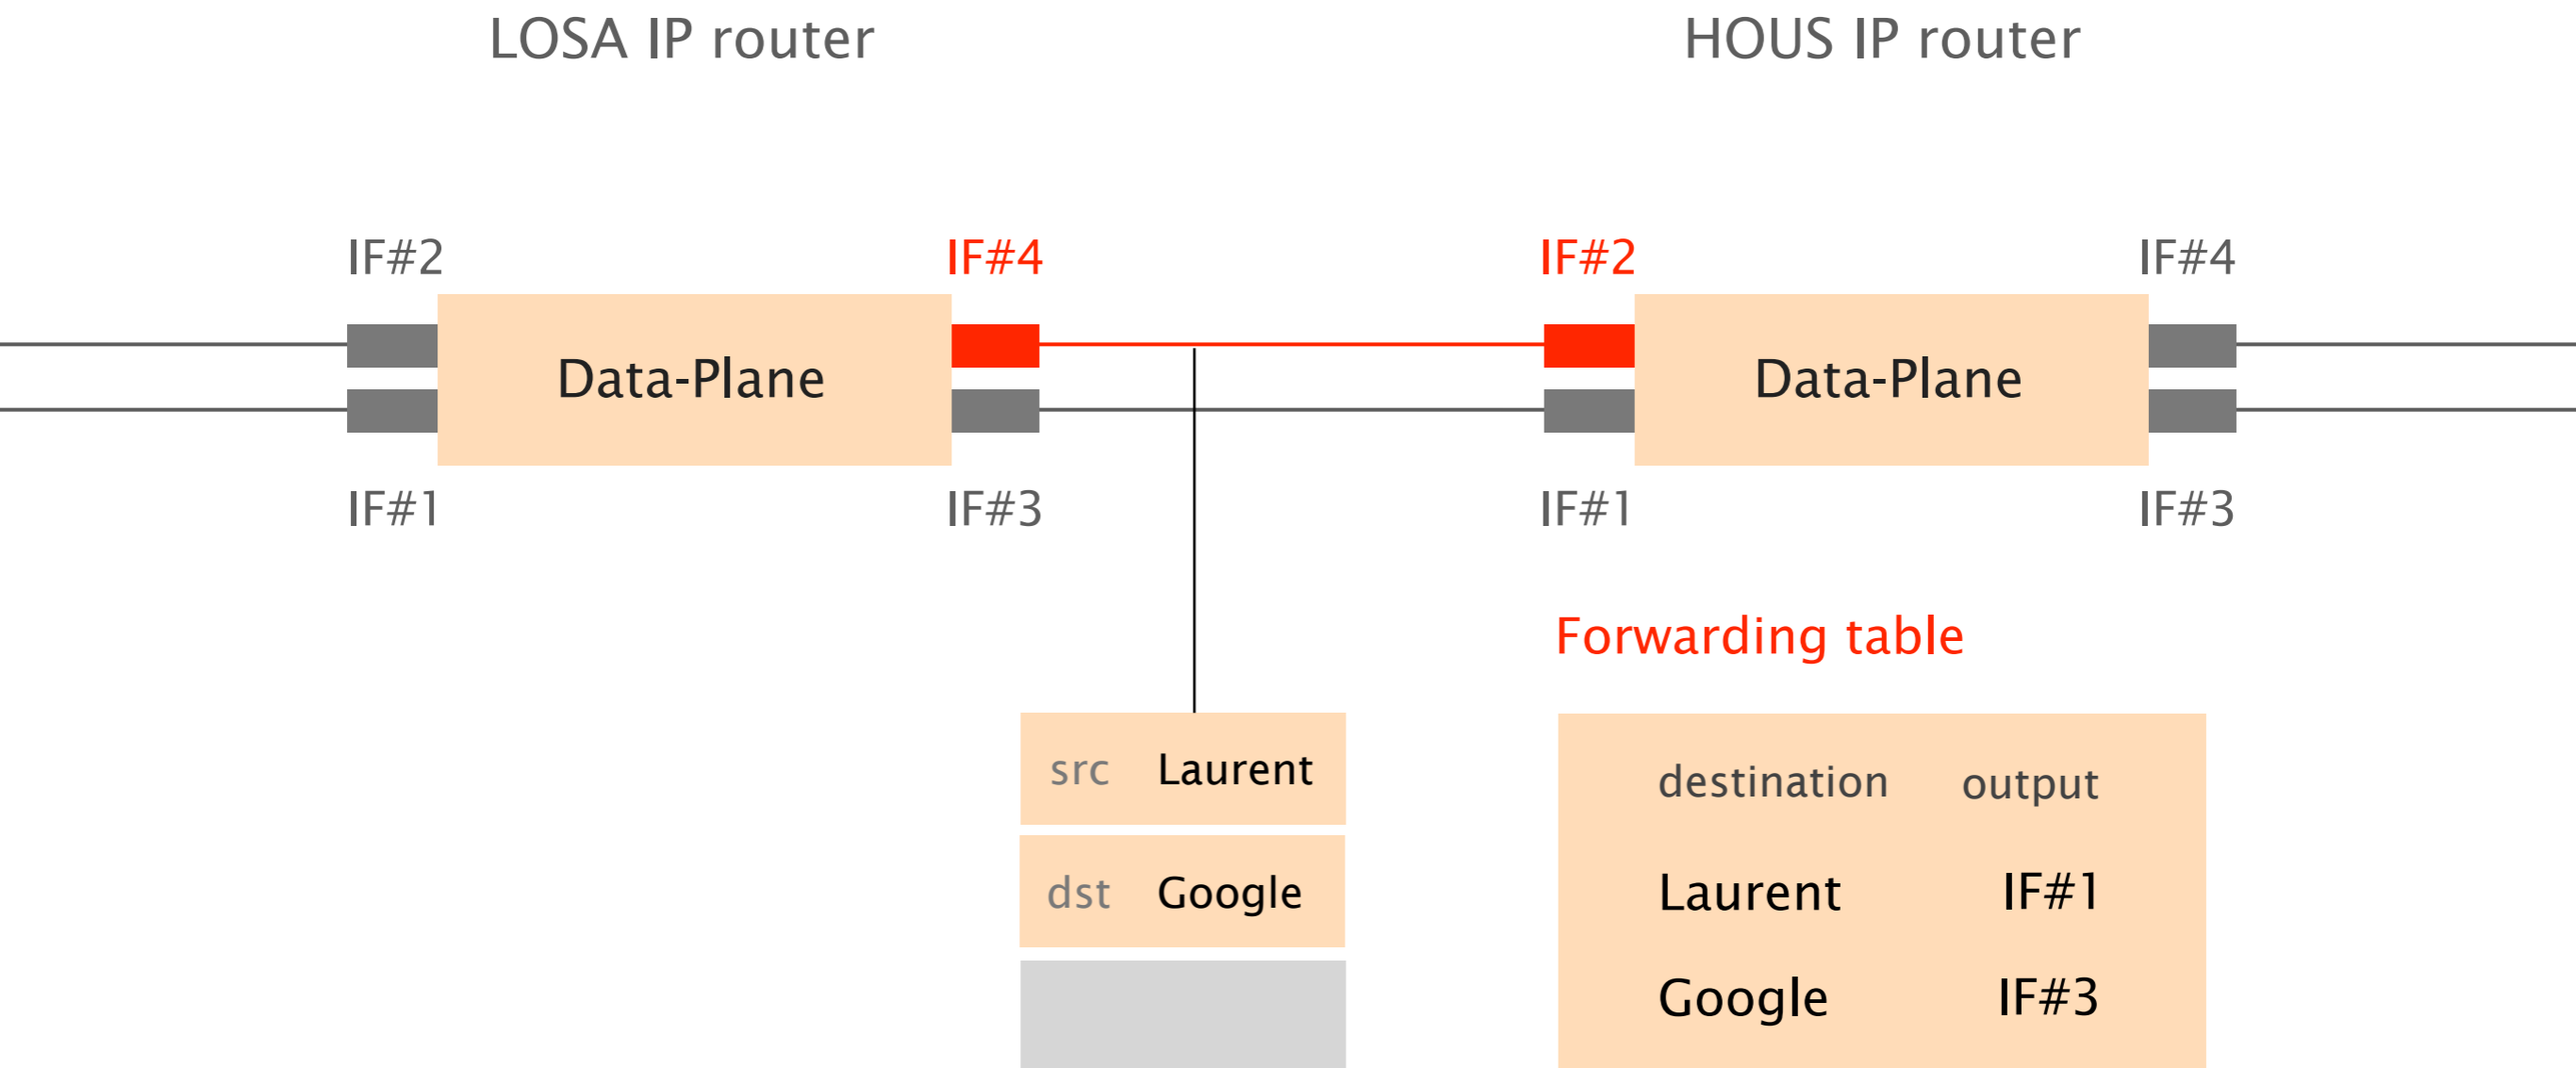 LOSA IP router
HOUS IP router
IF#2
IF#4
IF#2
IF#4
Data-Plane
Data-Plane
IF#1
IF#3
IF#1
IF#3
Forwarding table
src Laurent
dst Google
destination output
Laurent IF#1
Google IF#3